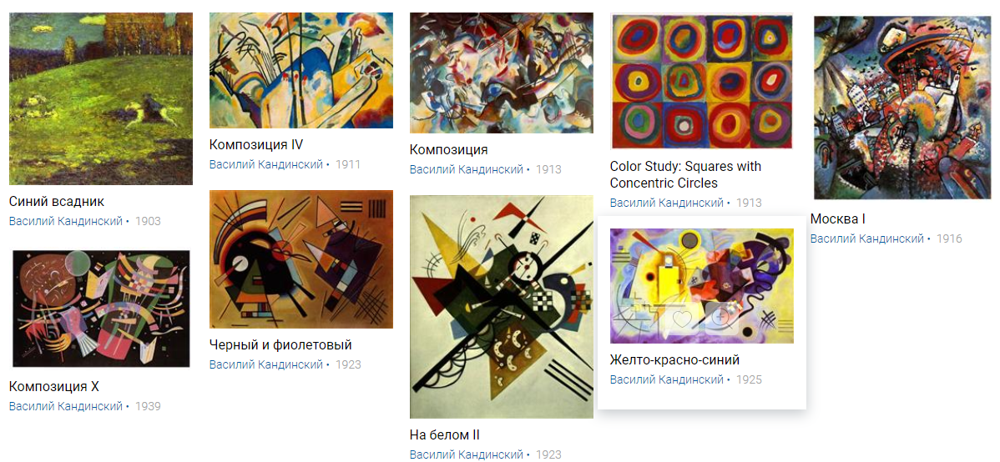 Синий всадник
Василий Кандинский • 1903
Композиция X
Василий Кандинский • 1939
Композиция IV
Василий Кандинский • 1911
Черный и фиолетовый
Василий Кандинский • 1923
Композиция
Василий Кандинский • 1913
На белом II
Василий Кандинский • 1923
Color Study: Squares with
Concentric Circles
Василий Кандинский • 1913
Желто-красно-синий
Василий Кандинский • 1925
Москва I
Василий Кандинский • 1916